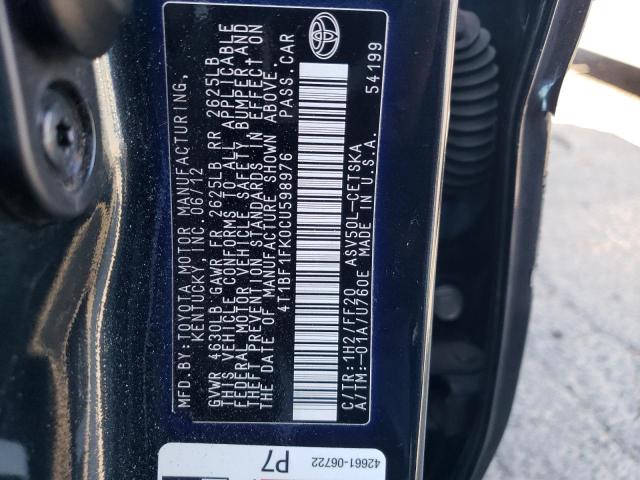 MFD. BY: TOYOTA MOTOR MANUFACTURING,
KENTUCKY, INC. 06/12
GVWR 4630LB GAWR FR 2625LB RR 2625LB
THIS VEHICLE CONFORMS TO ALL APPLICABLE
FEDERAL MOTOR VEHICLE SAFETY, BUMPER, AND
THEFT PREVENTION STANDARDS IN EFFECT ON
THE DATE OF MANUFACTURE SHOWN ABOVE.
4T1BF1FK0CU598976 PASS.CAR
C/TR: 1H2/FF20 ASV50L-CETSKA
A/TM:-01A/U760E MADE IN U.S.A.
54199
42661-06722
P7